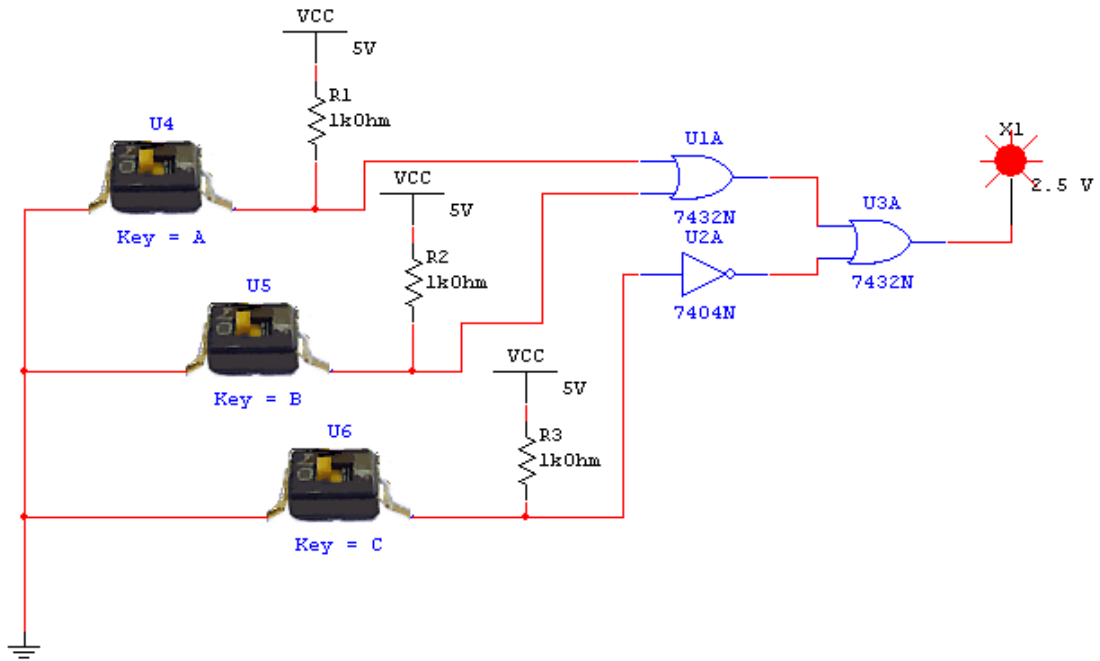 VCC
5V
R1
1kOhm
U4
Key = A
VCC
5V
R2
1kOhm
U5
Key = B
VCC
5V
R3
1kOhm
U6
Key = C
U1A
7432N
U2A
7404N
U3A
7432N
X1
2.5 V